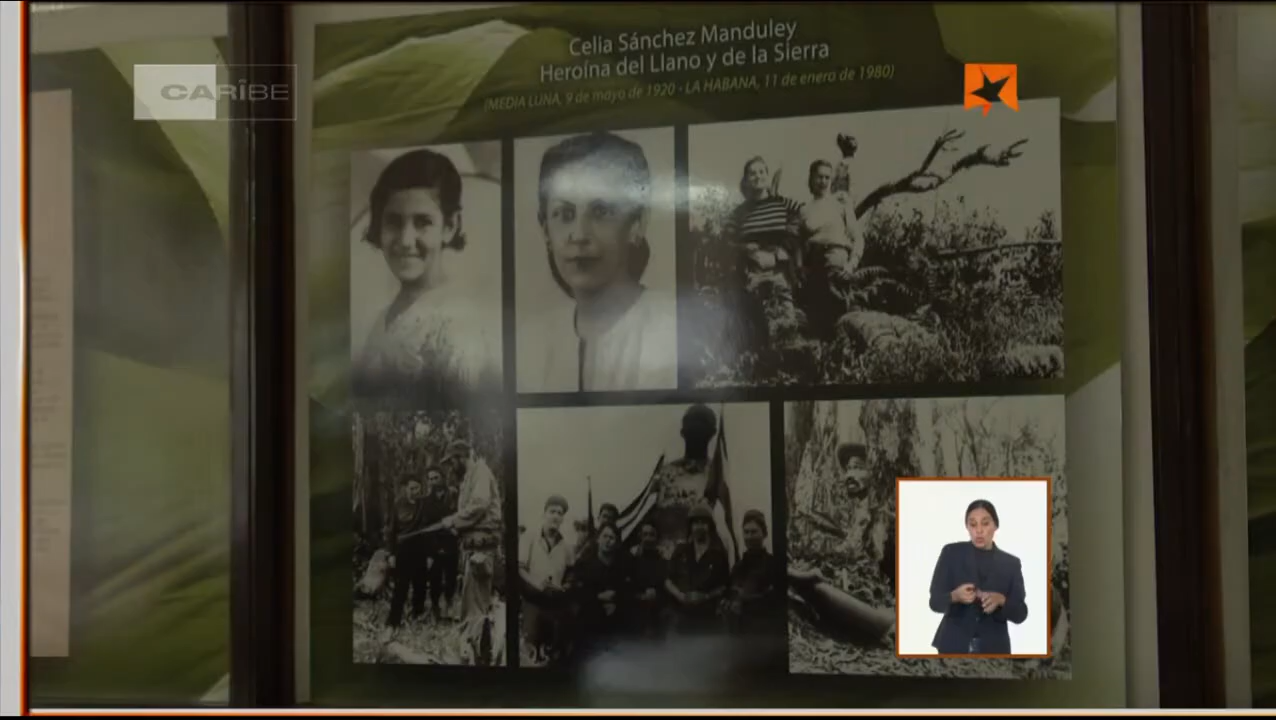 Celia Sánchez Manduley
Heroína del Llano y de la Sierra
(MEDIA LUNA, 9 de mayo de 1920 - LA HABANA, 11 de enero de 1980)
CARIBE